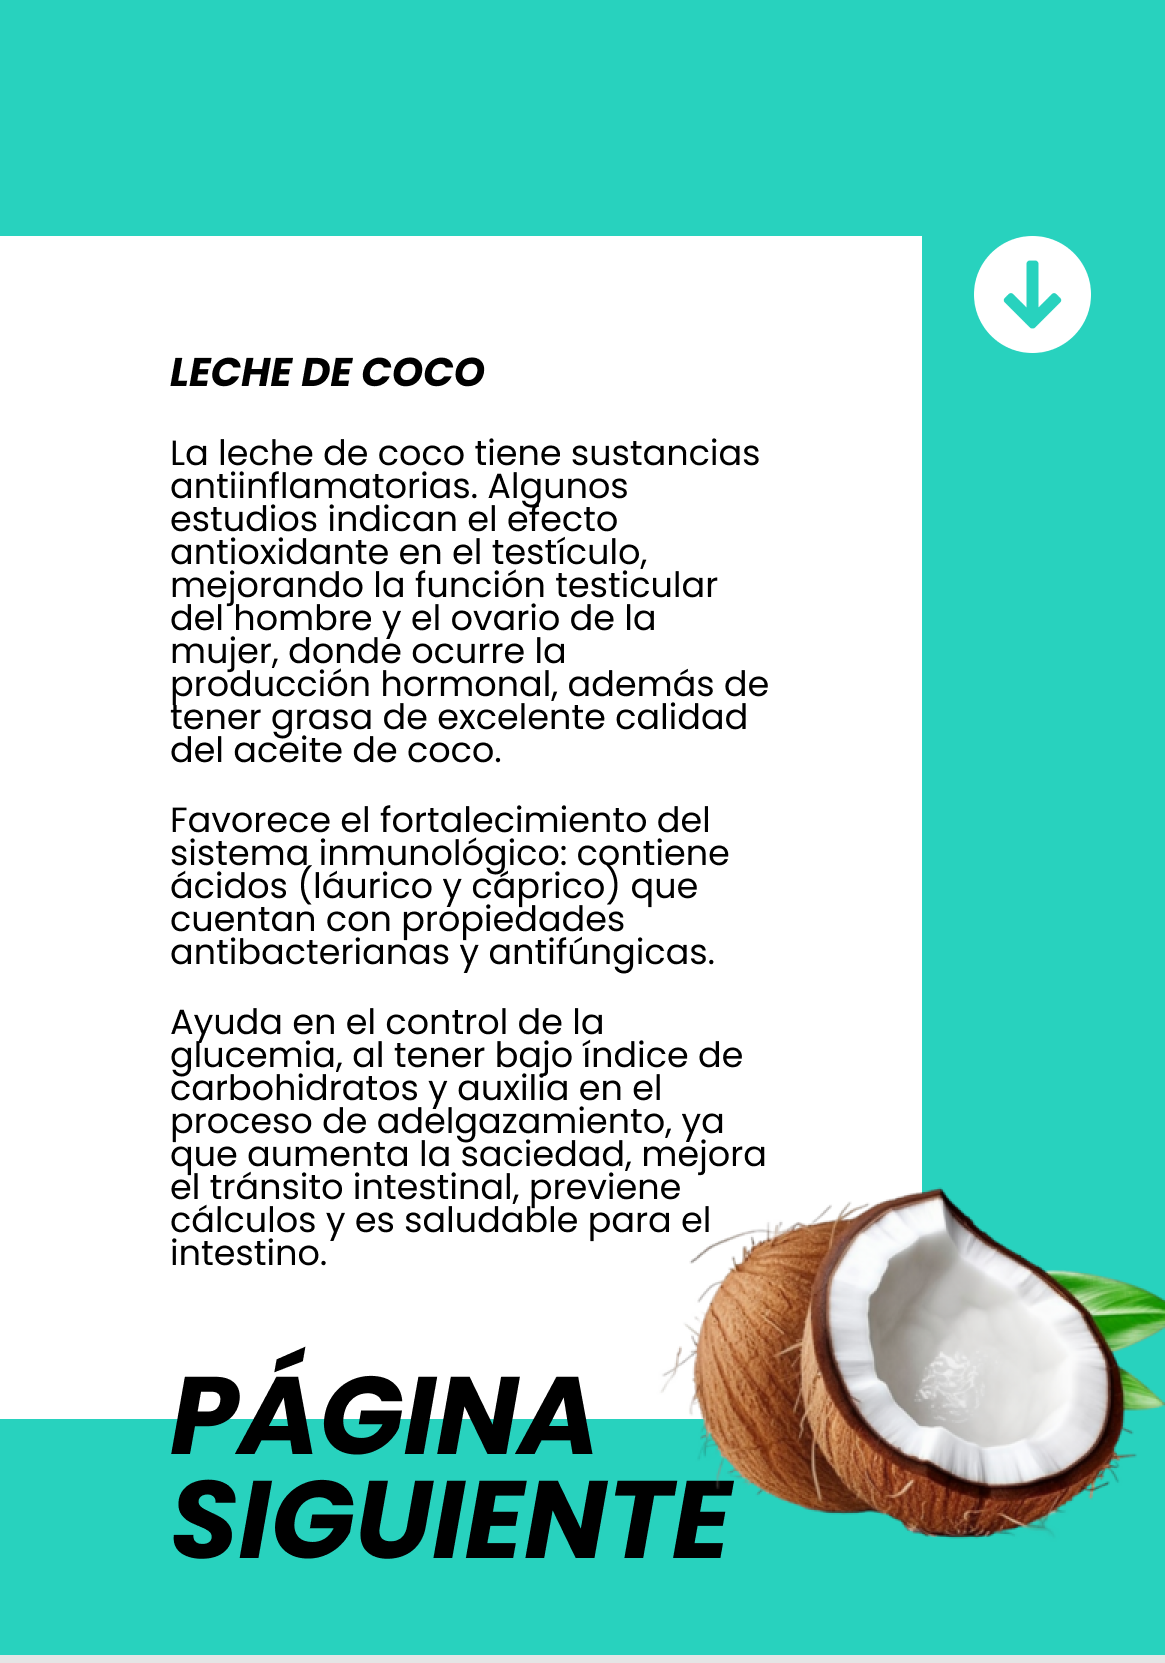 LECHE DE COCO
La leche de coco tiene sustancias
antiinflamatorias. Algunos
estudios indican el efecto
antioxidante en el testículo,
mejorando la función testicular
del hombre y el ovario de la
mujer, donde ocurre la
producción hormonal, además de
tener grasa de excelente calidad
del aceite de coco.
Favorece el fortalecimiento del
sistema inmunológico: contiene
ácidos (láurico y cáprico) que
cuentan con propiedades
antibacterianas y antifúngicas.
Ayuda en el control de la
glucemia, al tener bajo índice de
carbohidratos y auxilia en el
proceso de adelgazamiento, ya
que aumenta la saciedad, mejora
el tránsito intestinal, previene
cálculos y es saludable para el
intestino.
PÁGINA
SIGUIENTE